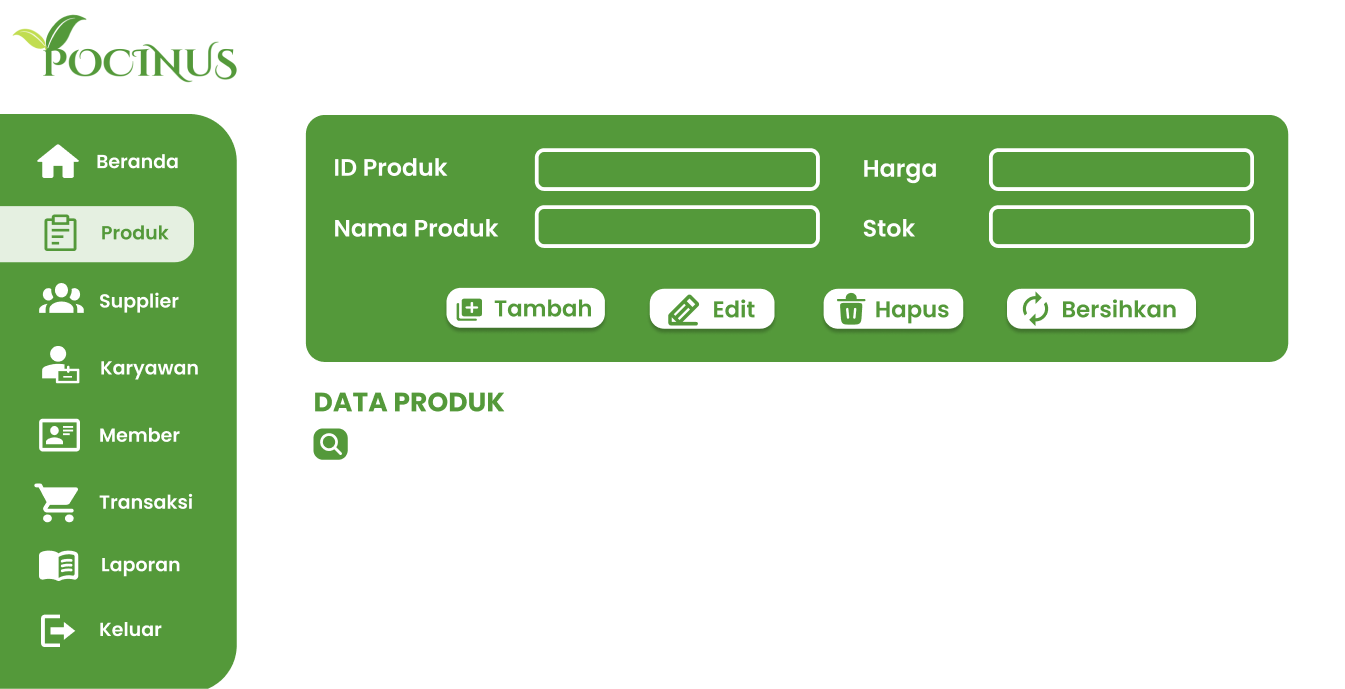 POCINUS
Beranda
Produk
Supplier
Karyawan
Member
Transaksi
Laporan
Keluar
ID Produk
Harga
Nama Produk
Stok
Tambah
Edit
Hapus
Bersihkan
DATA PRODUK